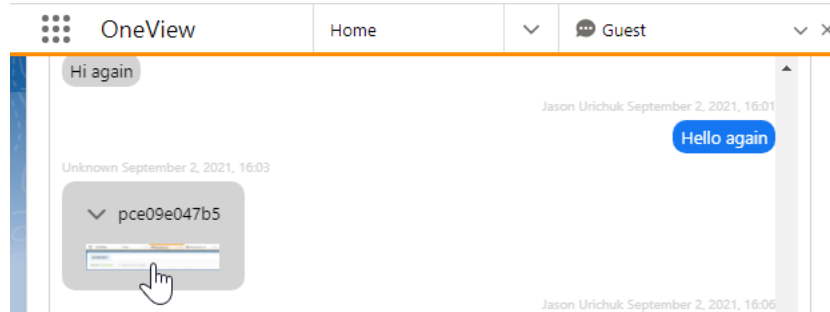 OneView Home Guest
Hi again
Jason Urichuk September 2, 2021, 16:01
Hello again
Unknown September 2, 2021, 16:03
pce09e047b5
Jason Urichuk September 2, 2021, 16:06